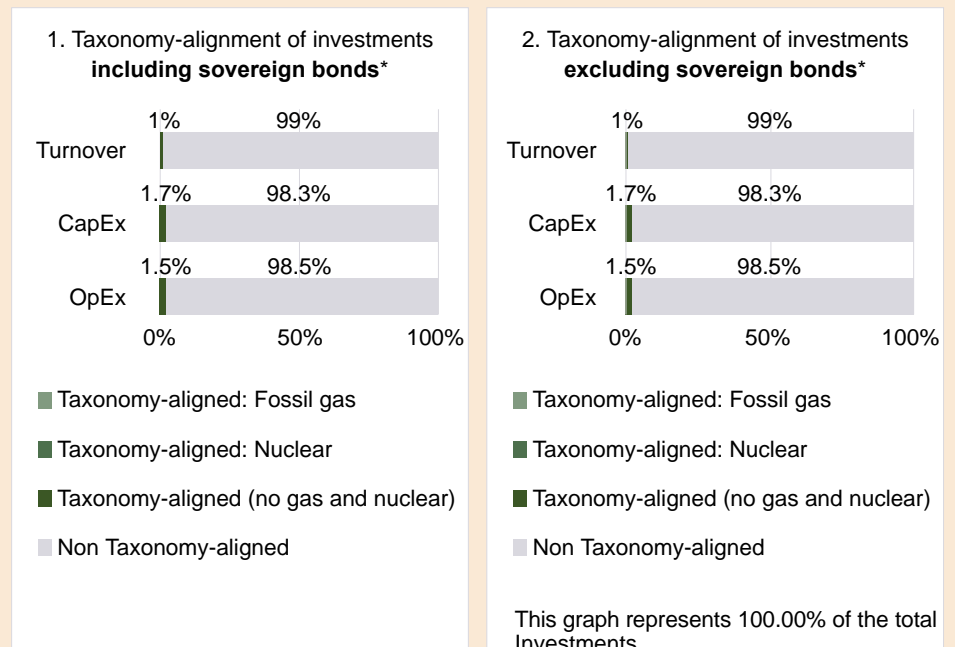 1. Taxonomy-alignment of investments
including sovereign bonds*
1% 99%
Turnover
1.7% 98.3%
CapEx
1.5% 98.5%
OpEx
0% 50% 100%
Taxonomy-aligned: Fossil gas
Taxonomy-aligned: Nuclear
Taxonomy-aligned (no gas and nuclear)
Non Taxonomy-aligned
2. Taxonomy-alignment of investments
excluding sovereign bonds*
1% 99%
Turnover
1.7% 98.3%
CapEx
1.5% 98.5%
OpEx
0% 50% 100%
Taxonomy-aligned: Fossil gas
Taxonomy-aligned: Nuclear
Taxonomy-aligned (no gas and nuclear)
Non Taxonomy-aligned
This graph represents 100.00% of the total
Investments